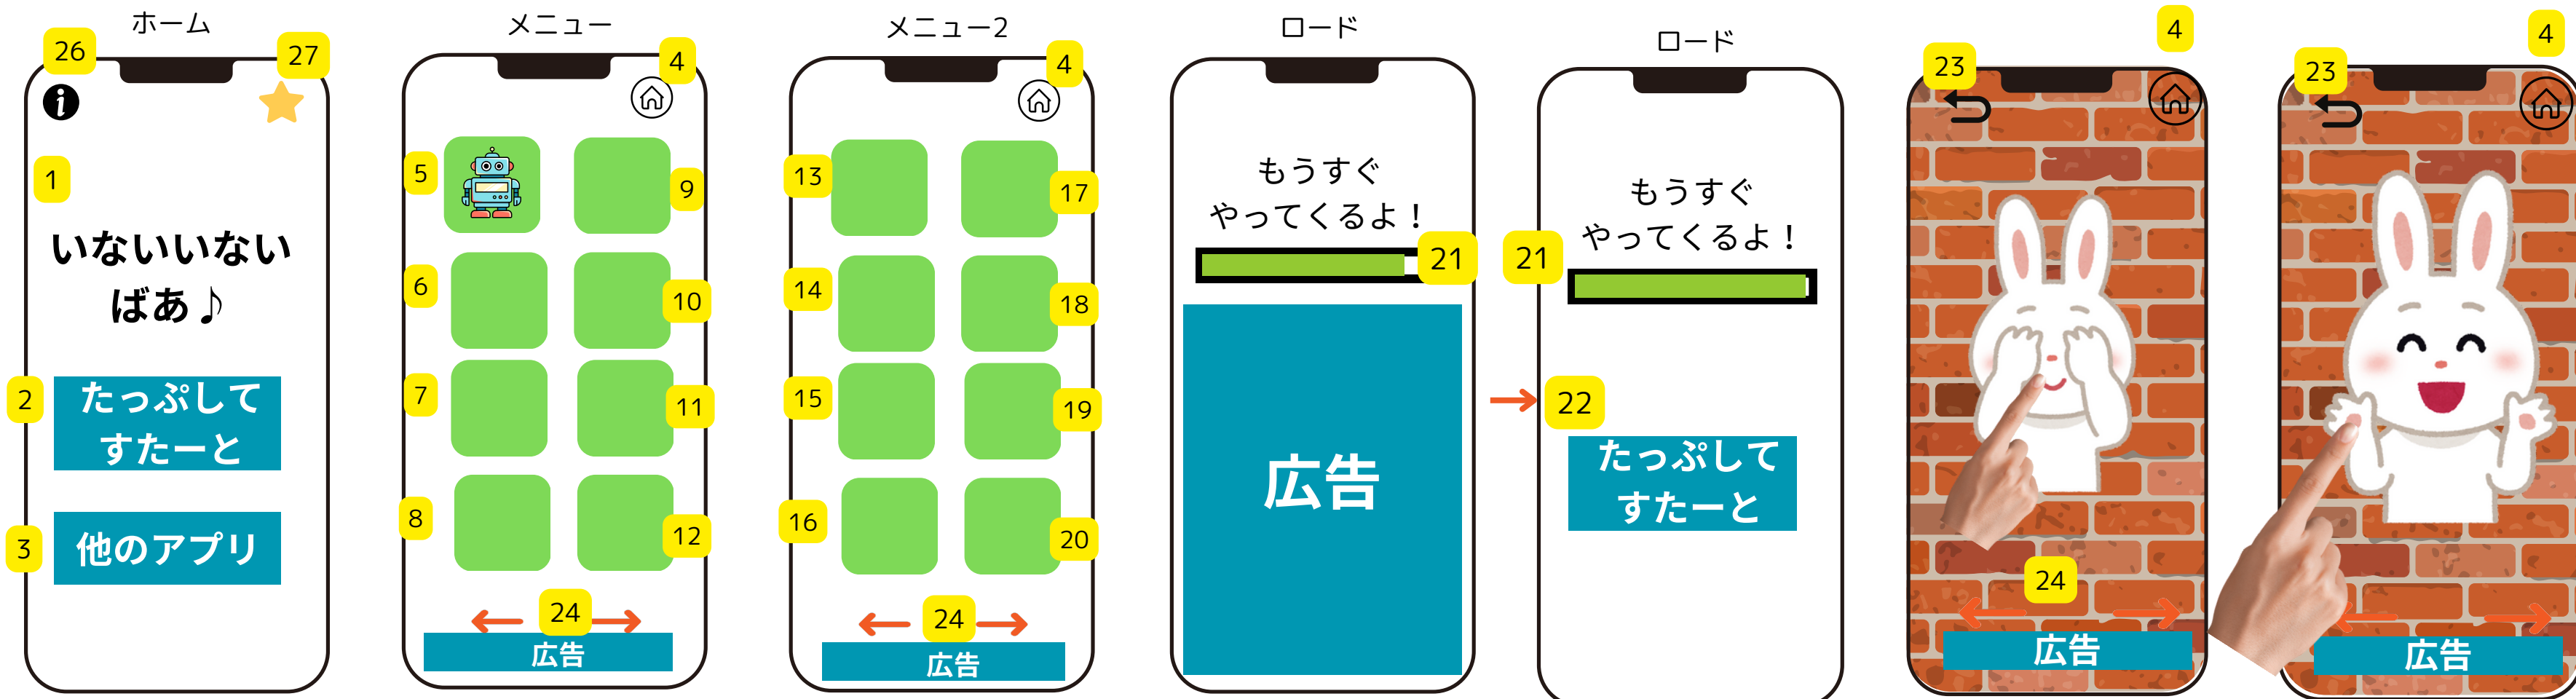 ホーム
26
27
1
いないいない
ばあ♪
2
たっぷして
すたーと
3
他のアプリ
メニュー
4
5
9
6
10
7
11
8
12
24
広告
メニュー2
4
13
17
14
18
15
19
16
20
24
広告
ロード
もうすぐ
やってくるよ！
21
広告
ロード
もうすぐ
やってくるよ！
21
22
たっぷして
すたーと
23
4
24
広告
23
4
広告